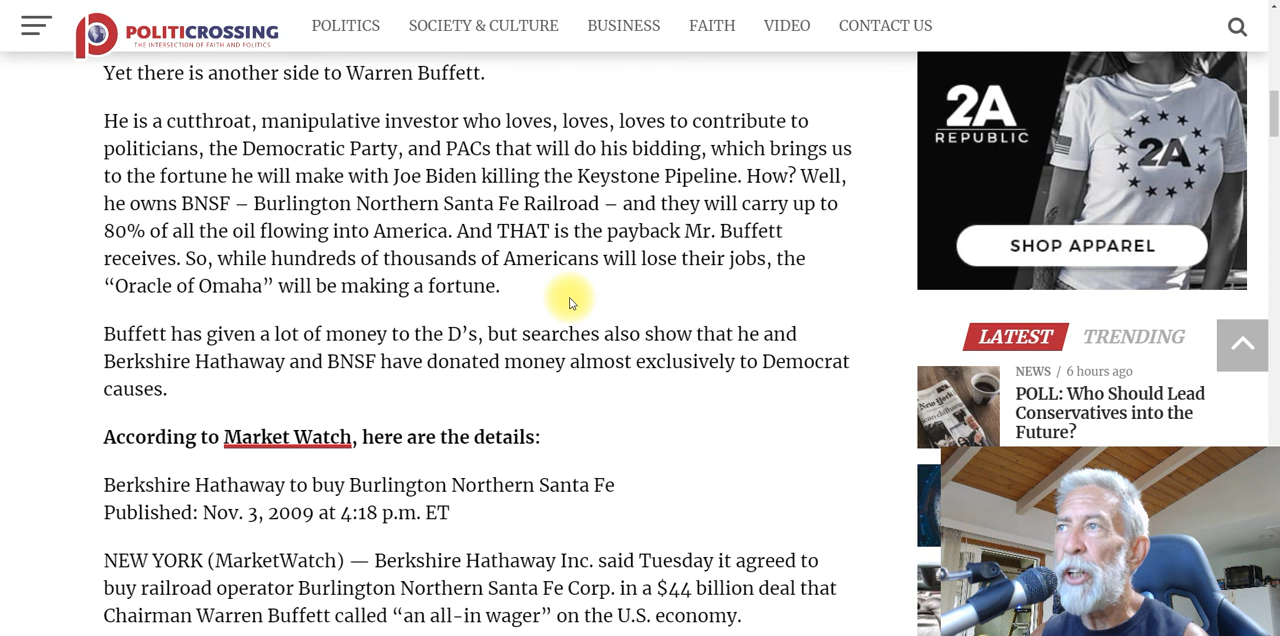 POLITICROSSING
THE INTERSECTION OF FAITH AND POLITICS
POLITICS SOCIETY & CULTURE BUSINESS FAITH VIDEO CONTACT US
Yet there is another side to Warren Buffett.
He is a cutthroat, manipulative investor who loves, loves, loves to contribute to
politicians, the Democratic Party, and PACs that will do his bidding, which brings us
to the fortune he will make with Joe Biden killing the Keystone Pipeline. How? Well,
he owns BNSF – Burlington Northern Santa Fe Railroad – and they will carry up to
80% of all the oil flowing into America. And THAT is the payback Mr. Buffett
receives. So, while hundreds of thousands of Americans will lose their jobs, the
“Oracle of Omaha” will be making a fortune.
Buffett has given a lot of money to the D’s, but searches also show that he and
Berkshire Hathaway and BNSF have donated money almost exclusively to Democrat
causes.
According to Market Watch, here are the details:
Berkshire Hathaway to buy Burlington Northern Santa Fe
Published: Nov. 3, 2009 at 4:18 p.m. ET
NEW YORK (MarketWatch) — Berkshire Hathaway Inc. said Tuesday it agreed to
buy railroad operator Burlington Northern Santa Fe Corp. in a $44 billion deal that
Chairman Warren Buffett called “an all-in wager” on the U.S. economy.
2A
REPUBLIC
2A
SHOP APPAREL
LATEST TRENDING
NEWS / 6 hours ago
POLL: Who Should Lead
Conservatives into the
Future?
New York